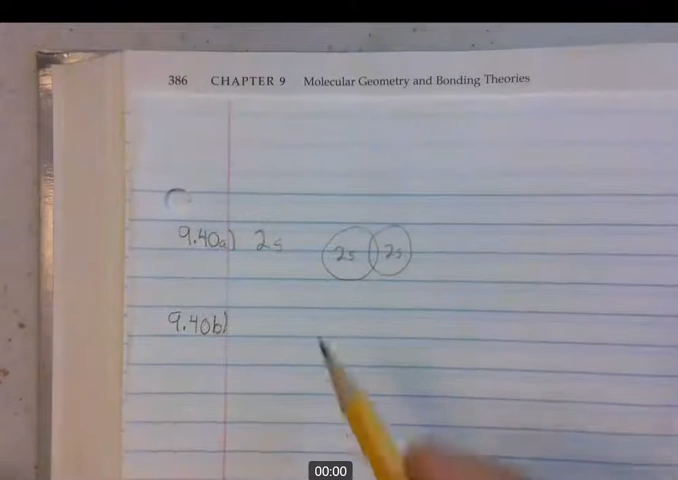 386 CHAPTER 9 Molecular Geometry and Bonding Theories
9.40a) 2s 2s 2s
9.40b)
00:00